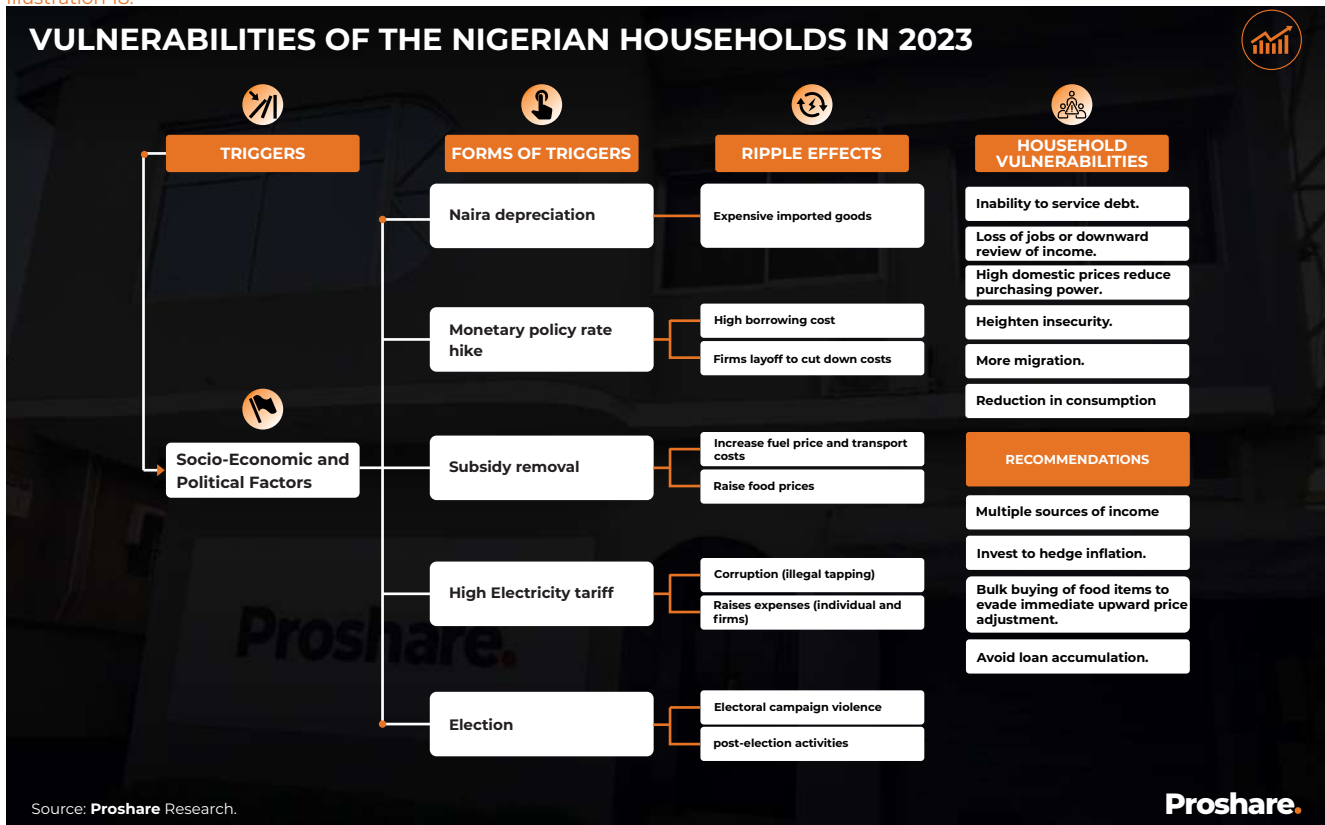 Illustration 18:
VULNERABILITIES OF THE NIGERIAN HOUSEHOLDS IN 2023
TRIGGERS
Socio-Economic and
Political Factors
FORMS OF TRIGGERS
Naira depreciation
Monetary policy rate
hike
Subsidy removal
High Electricity tariff
Election
RIPPLE EFFECTS
Expensive imported goods
High borrowing cost
Firms layoff to cut down costs
Increase fuel price and transport
costs
Raise food prices
Corruption (illegal tapping)
Raises expenses (individual and
firms)
Electoral campaign violence
post-election activities
HOUSEHOLD
VULNERABILITIES
Inability to service debt.
Loss of jobs or downward
review of income.
High domestic prices reduce
purchasing power.
Heighten insecurity.
More migration.
Reduction in consumption
RECOMMENDATIONS
Multiple sources of income
Invest to hedge inflation.
Bulk buying of food items to
evade immediate upward price
adjustment.
Avoid loan accumulation.
Proshare.
Source: Proshare Research.
Proshare.